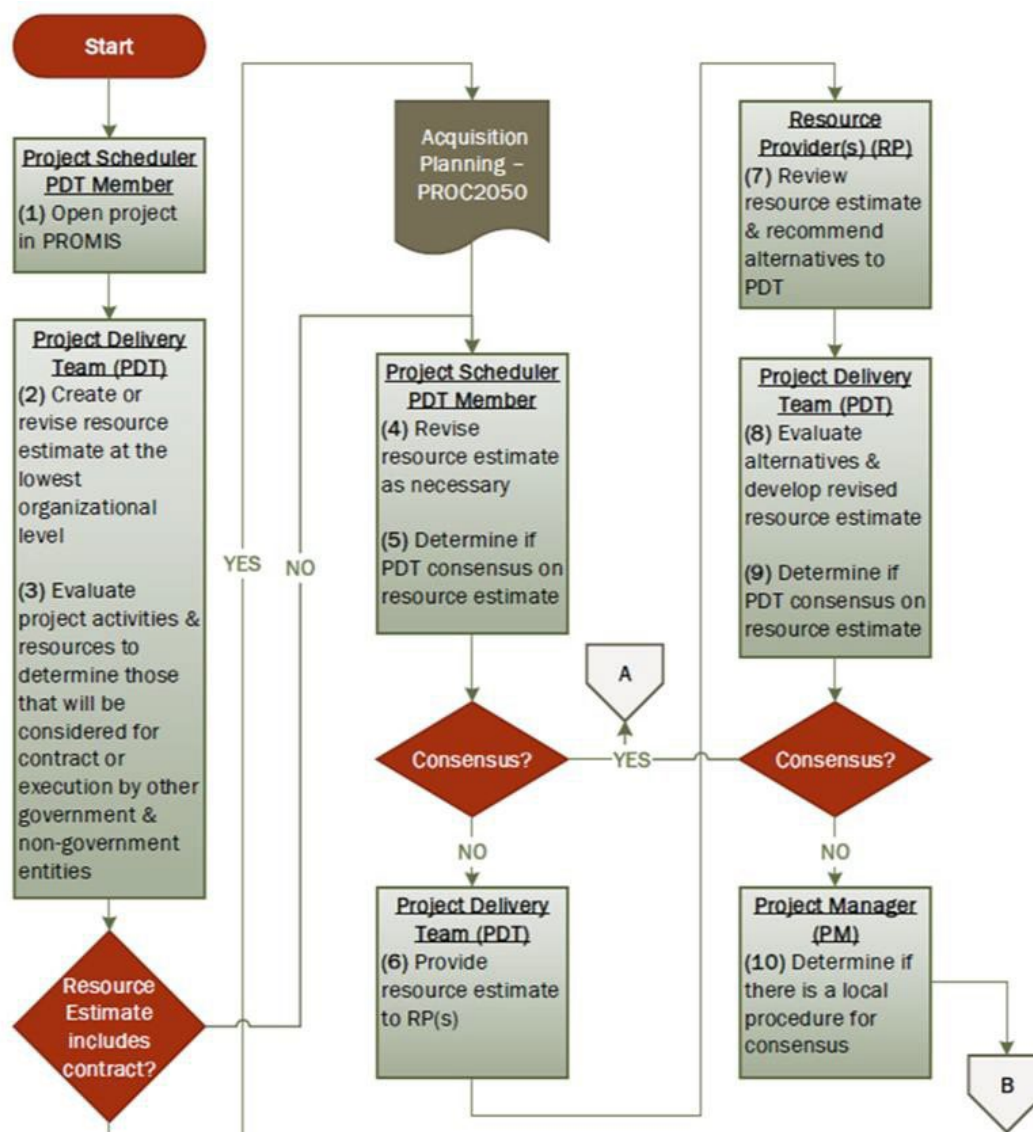 Start
Project Scheduler
PDT Member
(1) Open project
in PROMIS
Project Delivery
Team (PDT)
(2) Create or
revise resource
estimate at the
lowest
organizational
level
(3) Evaluate
project activities &
resources to
determine those
that will be
considered for
contract or
execution by other
government &
non-government
entities
Resource
Estimate
includes
contract?
YES
NO
Acquisition
Planning –
PROC2050
Project Scheduler
PDT Member
(4) Revise
resource estimate
as necessary
(5) Determine if
PDT consensus on
resource estimate
Consensus?
YES
A
NO
Project Delivery
Team (PDT)
(6) Provide
resource estimate
to RP(s)
Resource
Provider(s) (RP)
(7) Review
resource estimate
& recommend
alternatives to
PDT
Project Delivery
Team (PDT)
(8) Evaluate
alternatives &
develop revised
resource estimate
(9) Determine if
PDT consensus on
resource estimate
Consensus?
NO
Project Manager
(PM)
(10) Determine if
there is a local
procedure for
consensus
B